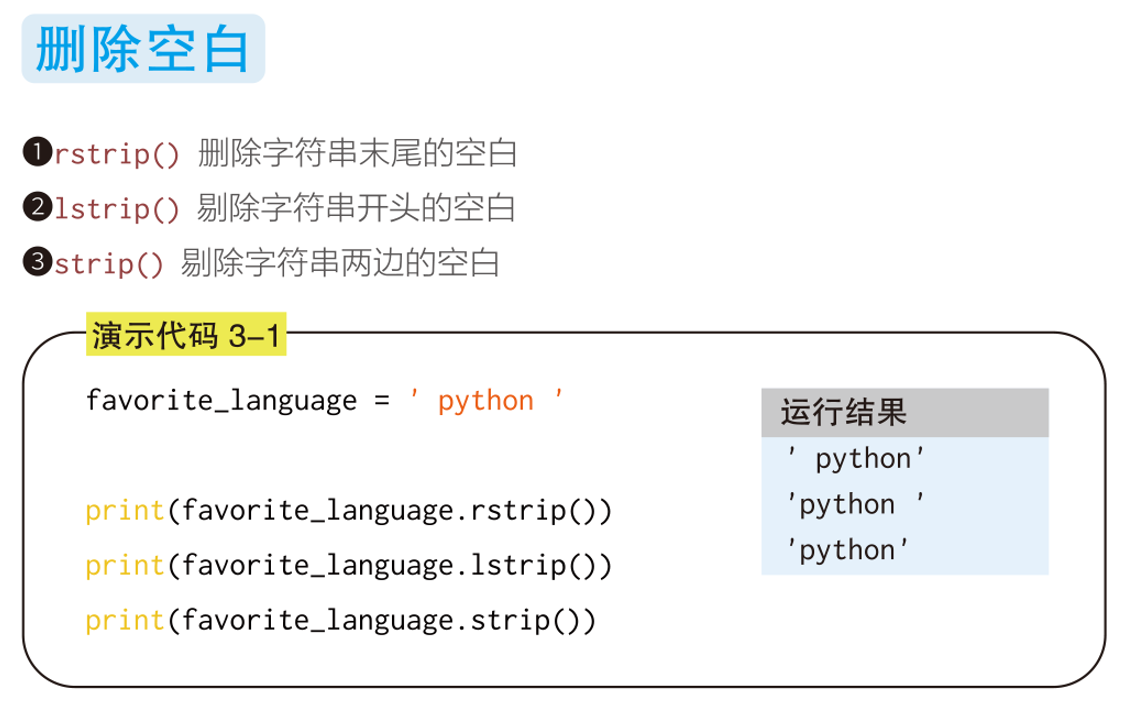 删除空白
❶rstrip() 删除字符串末尾的空白
❷lstrip() 剔除字符串开头的空白
❸strip() 剔除字符串两边的空白
演示代码 3-1
favorite_language = ' python '
print(favorite_language.rstrip())
print(favorite_language.lstrip())
print(favorite_language.strip())
运行结果
' python'
'python '
'python'